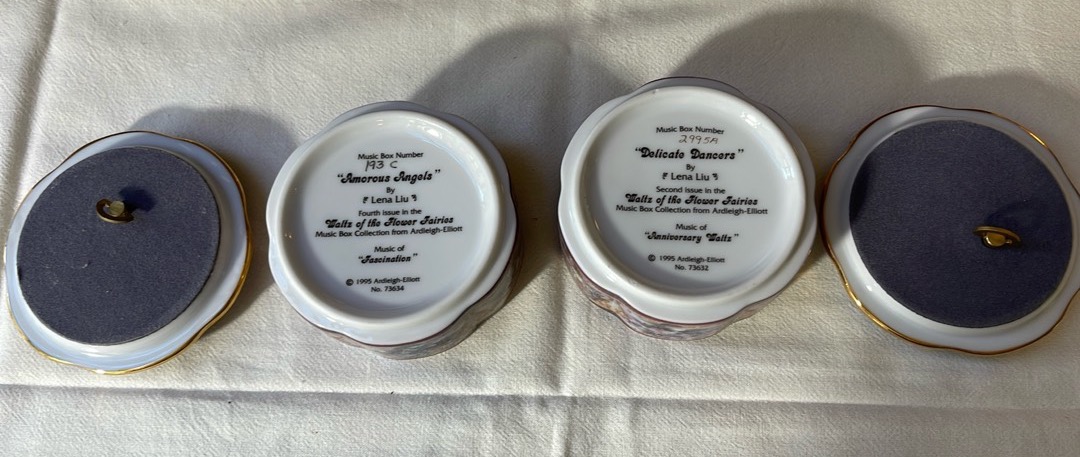 Music Box Number
193 C
"Amorous Angels"
By
Lena Liu
Fourth issue in the
Waltz of the Flower Fairies
Music Box Collection from Ardleigh-Elliott
Music of
"Fascination"
© 1995 Ardleigh-Elliott
No. 73634
Music Box Number
2995A
"Delicate Dancers"
By
Lena Liu
Second issue in the
Waltz of the Flower Fairies
Music Box Collection from Ardleigh-Elliott
Music of
"Anniversary Waltz"
© 1995 Ardleigh-Elliott
No. 73632